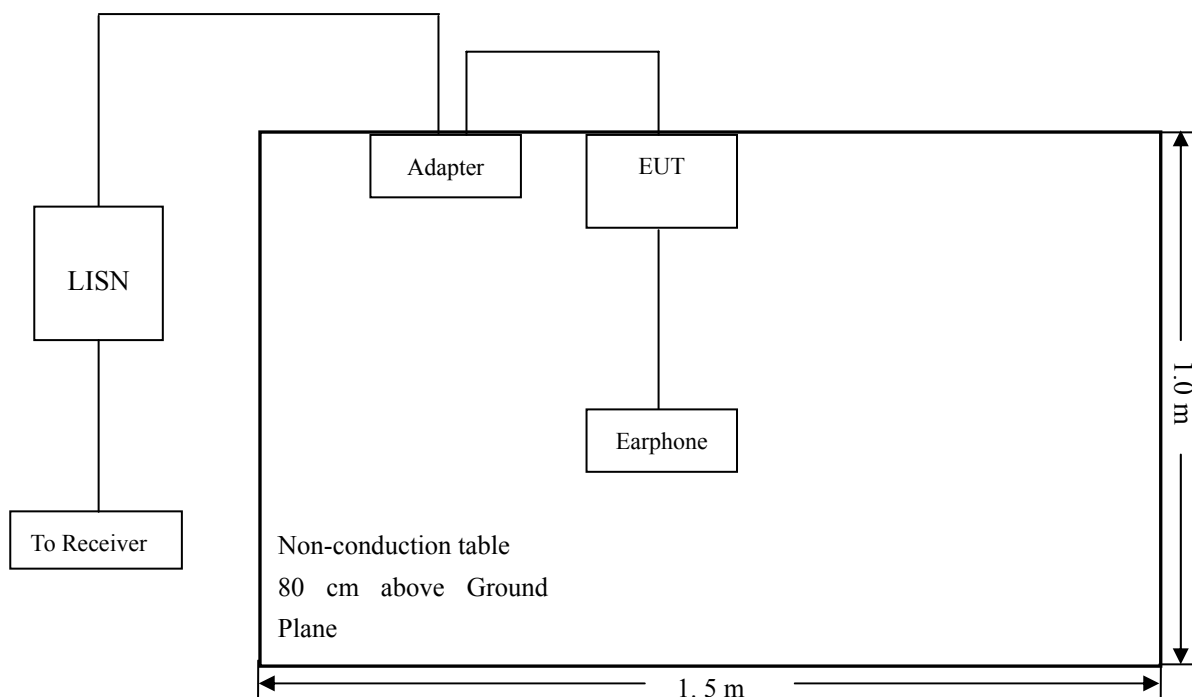 Adapter
EUT
LISN
1.0 m
Earphone
To Receiver
Non-conduction table
80 cm above Ground
Plane
1. 5 m